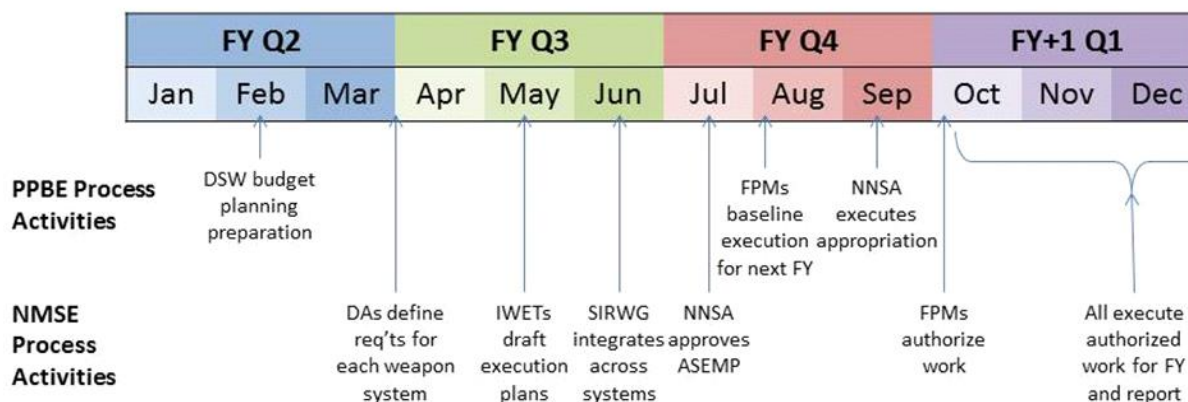 FY Q2 FY Q3 FY Q4 FY+1 Q1
Jan Feb Mar Apr May Jun Jul Aug Sep Oct Nov Dec
PPBE Process
Activities
DSW budget
planning
preparation
FPMs
baseline
execution
for next FY
NNSA
executes
appropriation
NMSE
Process
Activities
DAs define
req'ts for
each weapon
system
IWETs
draft
execution
plans
SIRWG
integrates
across
systems
NNSA
approves
ASEMP
FPMs
authorize
work
All execute
authorized
work for FY
and report